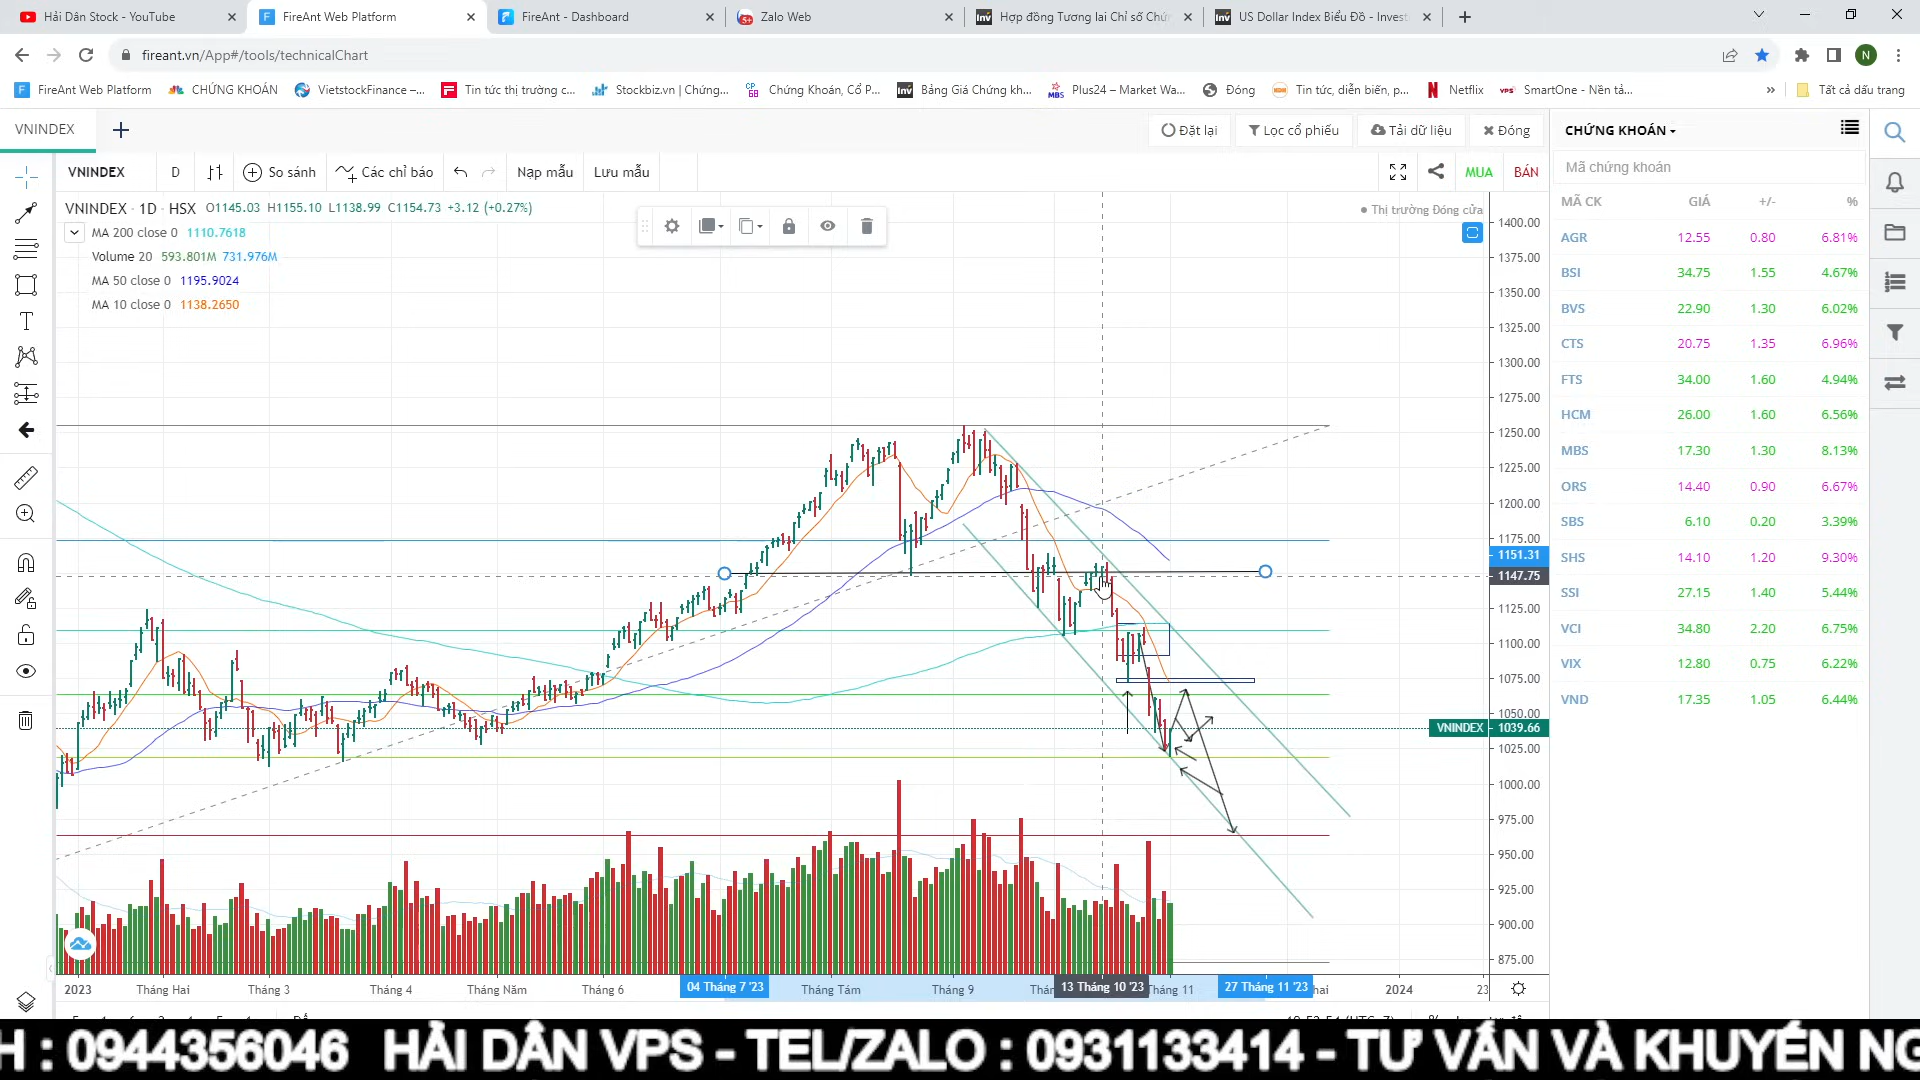 Hải Dân Stock - YouTube
FireAnt Web Platform
FireAnt - Dashboard
Zalo Web
Hợp đồng Tương lai Chỉ số Chứn
US Dollar Index Biểu Đồ - Invest
fireant.vn/App#/tools/technicalChart
N
FireAnt Web Platform
CHỨNG KHOÁN
VietstockFinance –...
Tin tức thị trường c...
Stockbiz.vn | Chứng...
Chứng Khoán, Cổ P...
Bảng Giá Chứng kh...
Plus24 – Market Wa...
Đóng
Tin tức, diễn biến, p...
Netflix
SmartOne - Nền tả...
Tất cả dấu trang
VNINDEX
Đặt lại
Lọc cổ phiếu
Tải dữ liệu
Đóng
CHỨNG KHOÁN
VNINDEX D So sánh Các chỉ báo Nạp mẫu Lưu mẫu MUA BÁN
Mã chứng khoán
VNINDEX · 1D · HSX O1145.03 H1155.10 L1138.99 C1154.73 +3.12 (+0.27%)
Thị trường Đóng cửa
MA 200 close 0 1110.7618
Volume 20 593.801M 731.976M
MA 50 close 0 1195.9024
MA 10 close 0 1138.2650
1400.00
1375.00
1350.00
1325.00
1300.00
1275.00
1250.00
1225.00
1200.00
1175.00
1151.31
1147.75
1125.00
1100.00
1075.00
1050.00
VNINDEX 1039.66
1025.00
1000.00
975.00
950.00
925.00
900.00
875.00
MÃ CK GIÁ +/- %
AGR 12.55 0.80 6.81%
BSI 34.75 1.55 4.67%
BVS 22.90 1.30 6.02%
CTS 20.75 1.35 6.96%
FTS 34.00 1.60 4.94%
HCM 26.00 1.60 6.56%
MBS 17.30 1.30 8.13%
ORS 14.40 0.90 6.67%
SBS 6.10 0.20 3.39%
SHS 14.10 1.20 9.30%
SSI 27.15 1.40 5.44%
VCI 34.80 2.20 6.75%
VIX 12.80 0.75 6.22%
VND 17.35 1.05 6.44%
2023 Tháng Hai Tháng 3 Tháng 4 Tháng Năm Tháng 6 04 Tháng 7 '23 Tháng Tám Tháng 9 13 Tháng 10 '23 Tháng 11 27 Tháng 11 '23 hai 2024 23
H : 0944356046 HẢI DÂN VPS - TEL/ZALO : 0931133414 - TƯ VẤN VÀ KHUYẾN NG